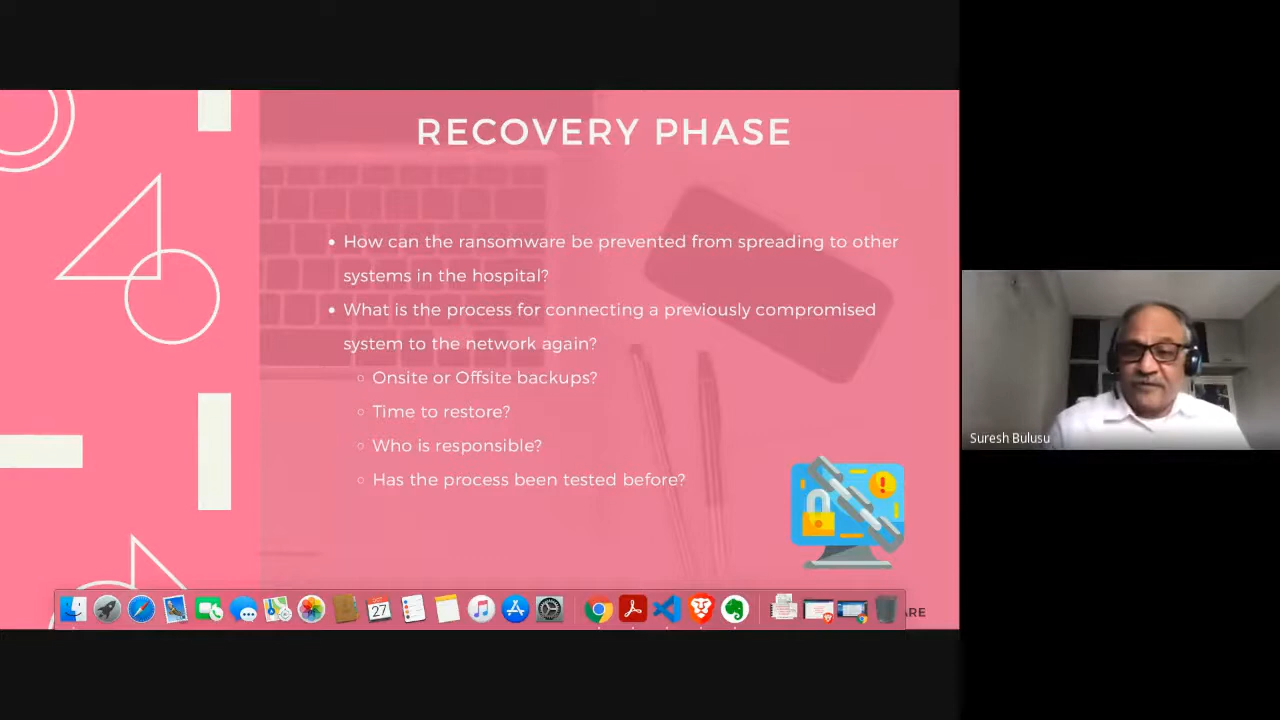 RECOVERY PHASE
• How can the ransomware be prevented from spreading to other
systems in the hospital?
• What is the process for connecting a previously compromised
system to the network again?
○ Onsite or Offsite backups?
○ Time to restore?
○ Who is responsible?
○ Has the process been tested before?
Suresh Bulusu
27
ARE